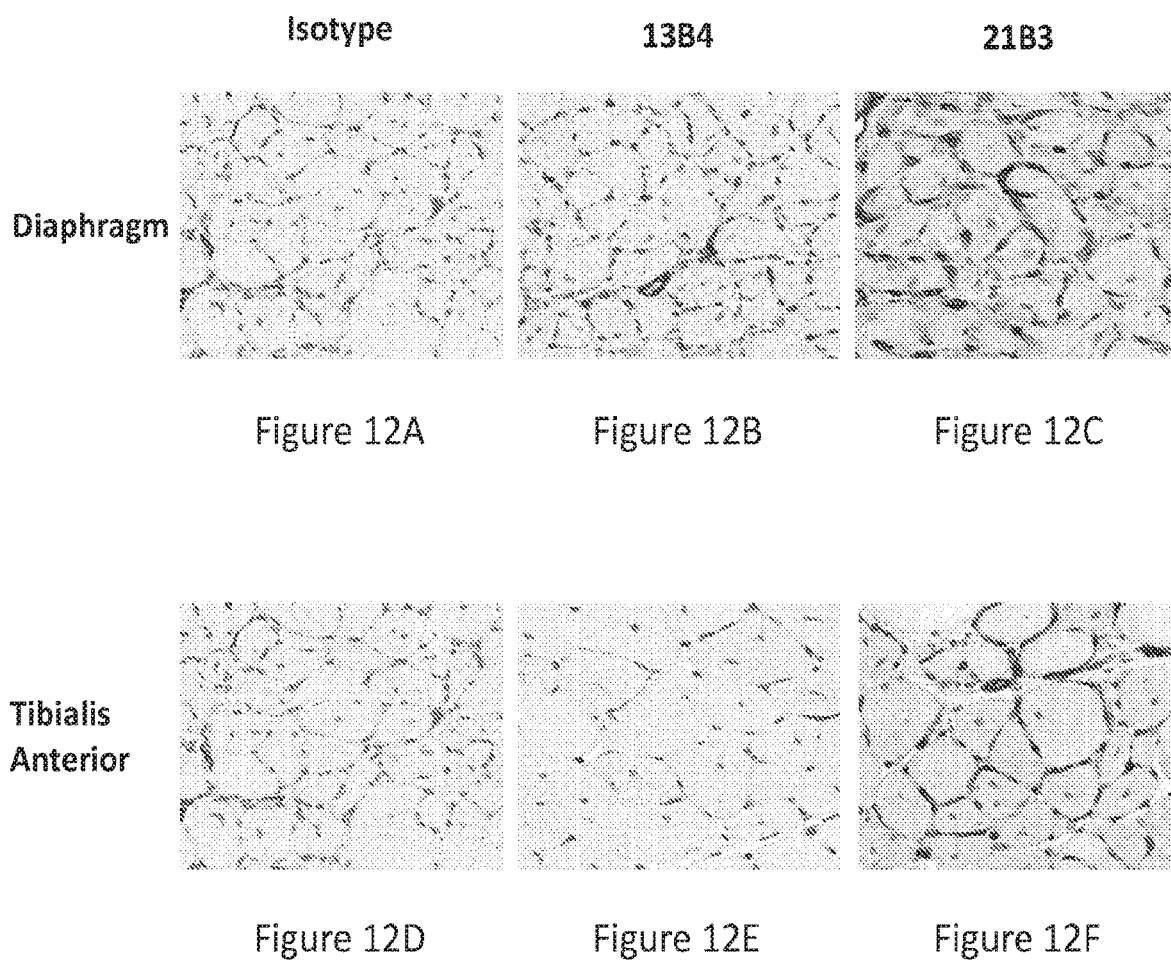 Isotype 13B4 21B3
Diaphragm
Figure 12A Figure 12B Figure 12C
Tibialis
Anterior
Figure 12D Figure 12E Figure 12F